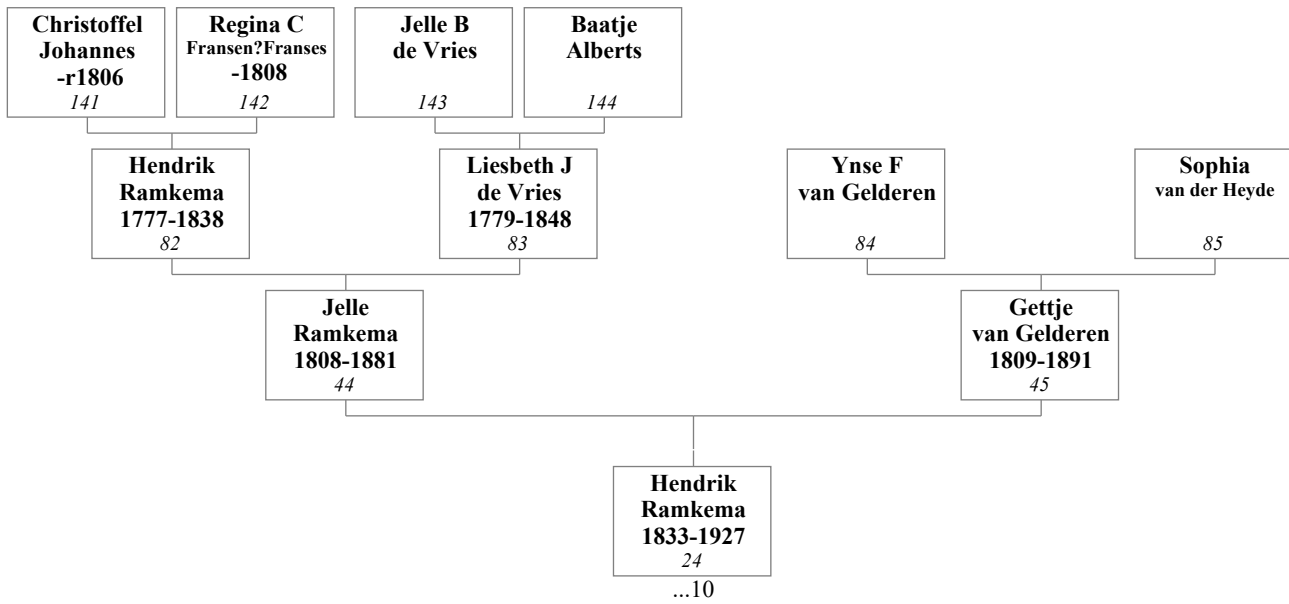 Christoffel
Johannes
-r1806
141
Regina C
Fransen?Franses
-1808
142
Jelle B
de Vries
143
Baatje
Alberts
144
Hendrik
Ramkema
1777-1838
82
Liesbeth J
de Vries
1779-1848
83
Ynse F
van Gelderen
84
Sophia
van der Heyde
85
Jelle
Ramkema
1808-1881
44
Gettje
van Gelderen
1809-1891
45
Hendrik
Ramkema
1833-1927
24
...10